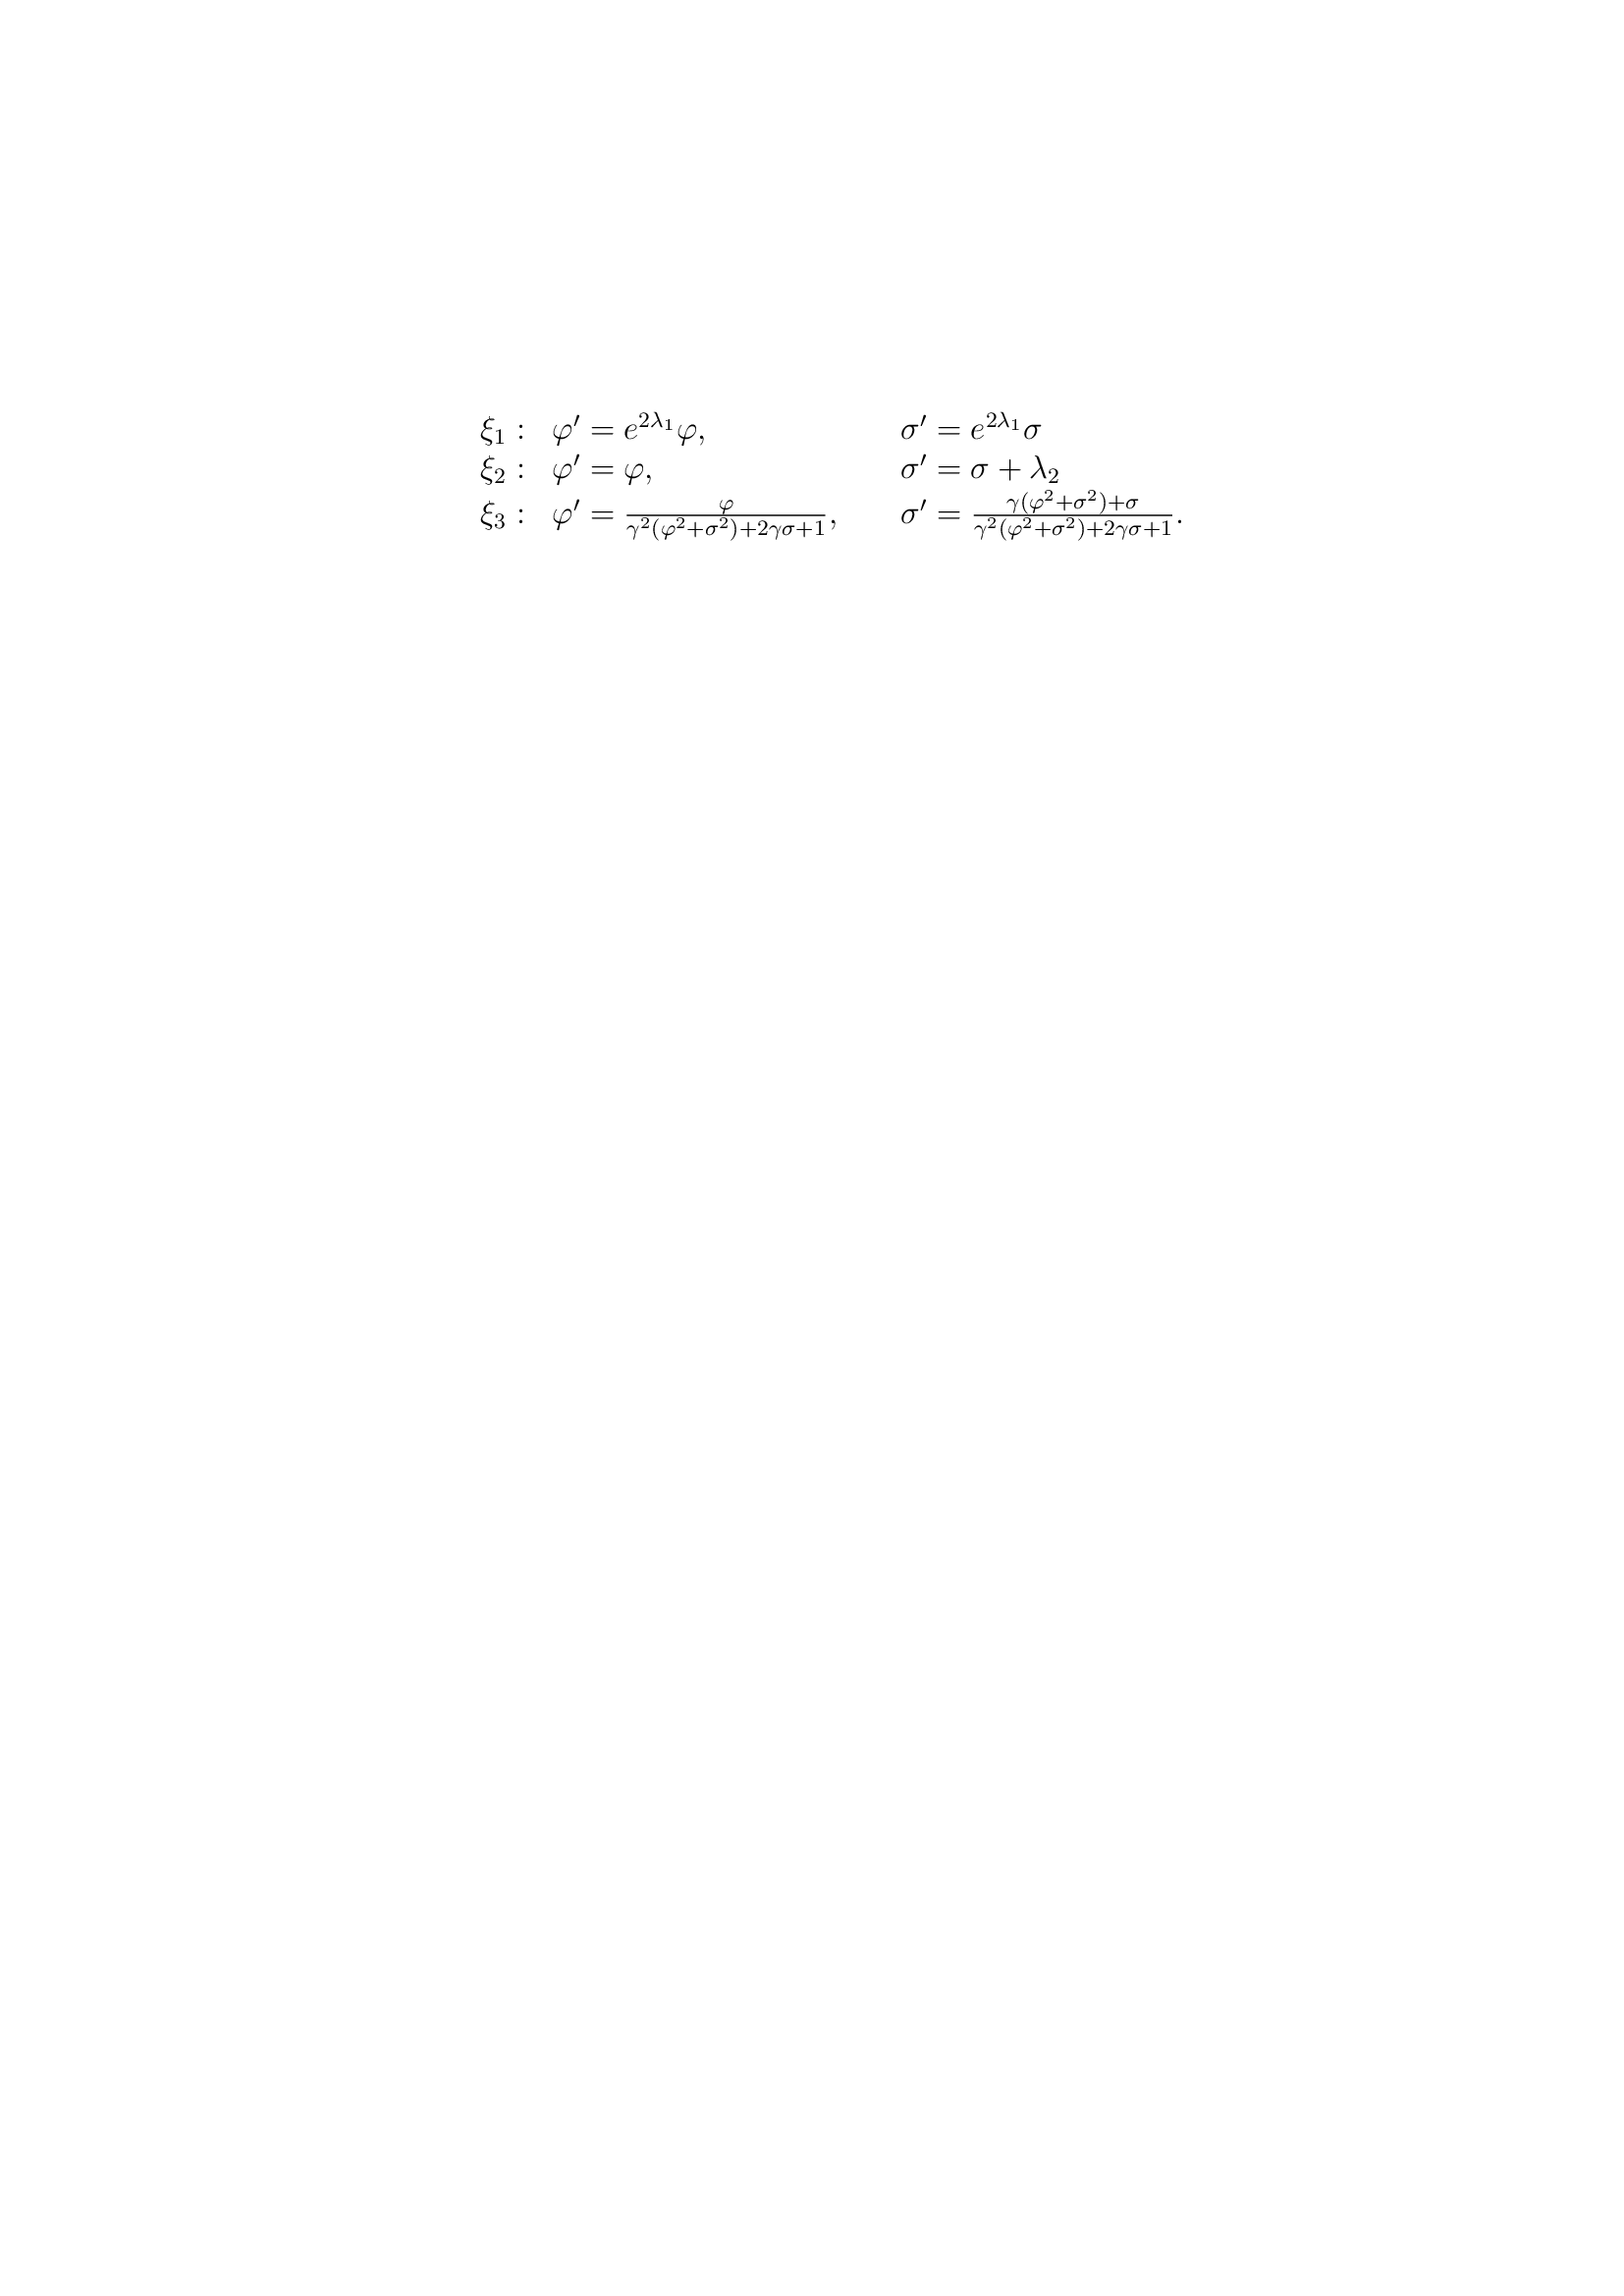 $\xi_1 : \quad \varphi' = e^{2\lambda_1}\varphi, \qquad \sigma' = e^{2\lambda_1}\sigma$
$\xi_2 : \quad \varphi' = \varphi, \qquad \sigma' = \sigma + \lambda_2$
$\xi_3 : \quad \varphi' = \frac{\varphi}{\gamma^2(\varphi^2+\sigma^2)+2\gamma\sigma+1}, \qquad \sigma' = \frac{\gamma(\varphi^2+\sigma^2)+\sigma}{\gamma^2(\varphi^2+\sigma^2)+2\gamma\sigma+1}.$